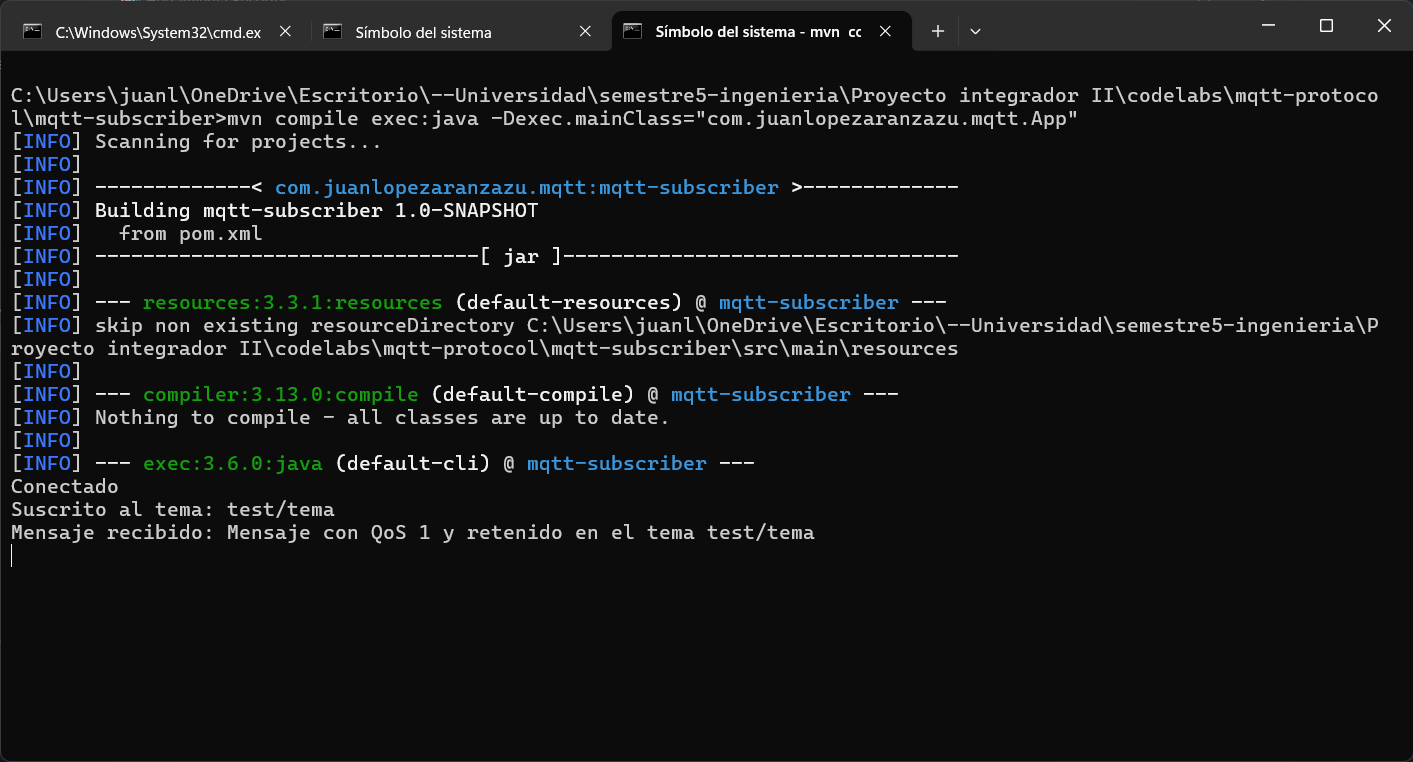 C:\Windows\System32\cmd.ex
Símbolo del sistema
Símbolo del sistema - mvn  cc
C:\Users\juanl\OneDrive\Escritorio\--Universidad\semestre5-ingenieria\Proyecto integrador II\codelabs\mqtt-protoco
l\mqtt-subscriber>mvn compile exec:java -Dexec.mainClass="com.juanlopezaranzazu.mqtt.App"
[INFO] Scanning for projects...
[INFO]
[INFO] -------------< com.juanlopezaranzazu.mqtt:mqtt-subscriber >-------------
[INFO] Building mqtt-subscriber 1.0-SNAPSHOT
[INFO]   from pom.xml
[INFO] --------------------------------[ jar ]---------------------------------
[INFO]
[INFO] --- resources:3.3.1:resources (default-resources) @ mqtt-subscriber ---
[INFO] skip non existing resourceDirectory C:\Users\juanl\OneDrive\Escritorio\--Universidad\semestre5-ingenieria\P
royecto integrador II\codelabs\mqtt-protocol\mqtt-subscriber\src\main\resources
[INFO]
[INFO] --- compiler:3.13.0:compile (default-compile) @ mqtt-subscriber ---
[INFO] Nothing to compile - all classes are up to date.
[INFO]
[INFO] --- exec:3.6.0:java (default-cli) @ mqtt-subscriber ---
Conectado
Suscrito al tema: test/tema
Mensaje recibido: Mensaje con QoS 1 y retenido en el tema test/tema